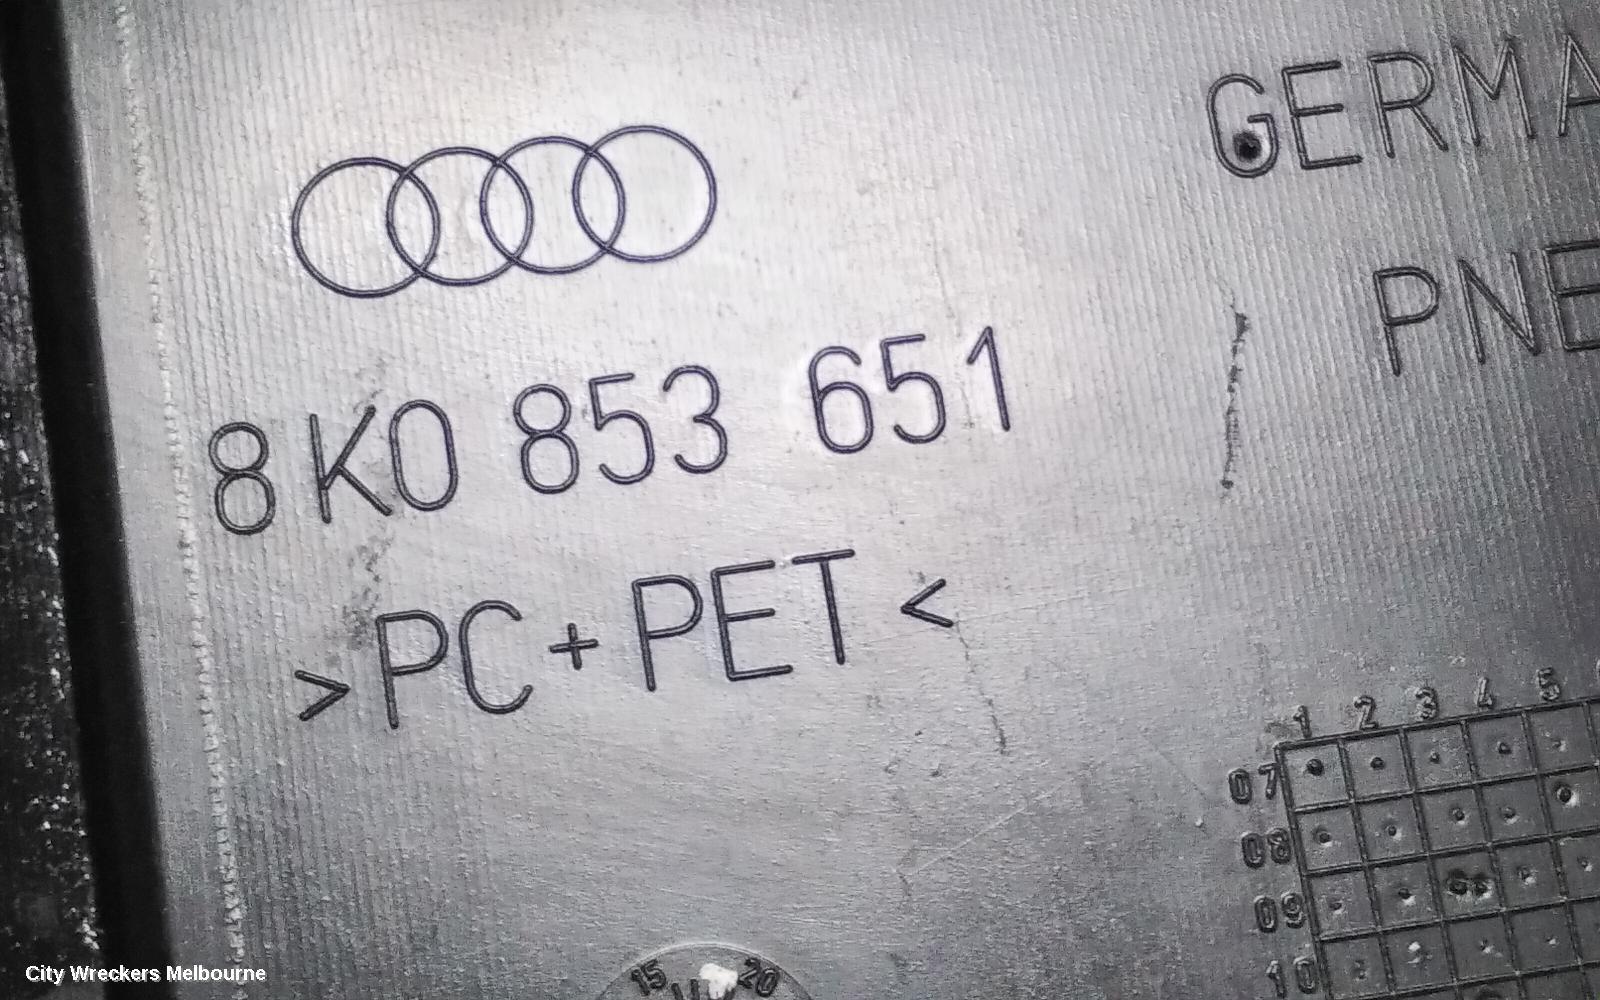 GERMA
PNE
8K0 853 651
>PC+PET<
1 2 3 4 5
07
08
09
10
15 20
City Wreckers Melbourne